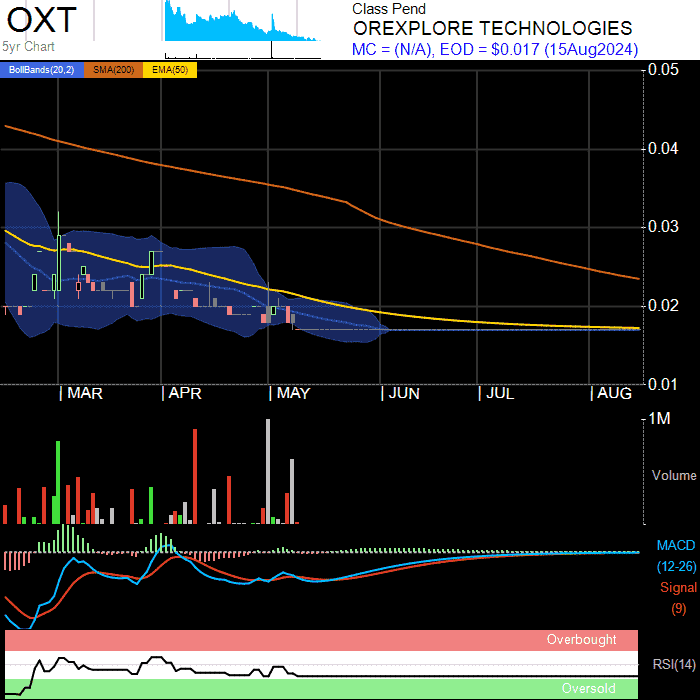 OXT
5yr Chart
Class Pend
OREXPLORE TECHNOLOGIES
MC = (N/A), EOD = $0.017 (15Aug2024)
BollBands(20,2) SMA(200) EMA(50)
0.05
0.04
0.03
0.02
0.01
MAR APR MAY JUN JUL AUG
1M
Volume
MACD
(12-26)
Signal
(9)
Overbought
RSI(14)
Oversold